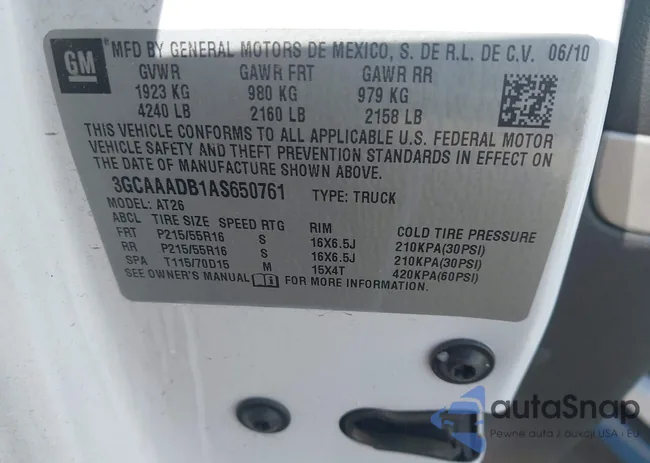 GM
MFD BY GENERAL MOTORS DE MEXICO, S. DE R.L. DE C.V. 06/10
GVWR GAWR FRT GAWR RR
1923 KG 980 KG 979 KG
4240 LB 2160 LB 2158 LB
THIS VEHICLE CONFORMS TO ALL APPLICABLE U.S. FEDERAL MOTOR
VEHICLE SAFETY AND THEFT PREVENTION STANDARDS IN EFFECT ON
THE DATE OF MANUFACTURE SHOWN ABOVE.
3GCAAADB1AS650761 TYPE: TRUCK
MODEL: AT26
ABCL TIRE SIZE SPEED RTG RIM COLD TIRE PRESSURE
FRT P215/55R16 S 16X6.5J 210KPA(30PSI)
RR P215/55R16 S 16X6.5J 210KPA(30PSI)
SPA T115/70D15 M 15X4T 420KPA(60PSI)
SEE OWNER'S MANUAL FOR MORE INFORMATION.
autoSnap
Pewne auta z aukcji USA - EU